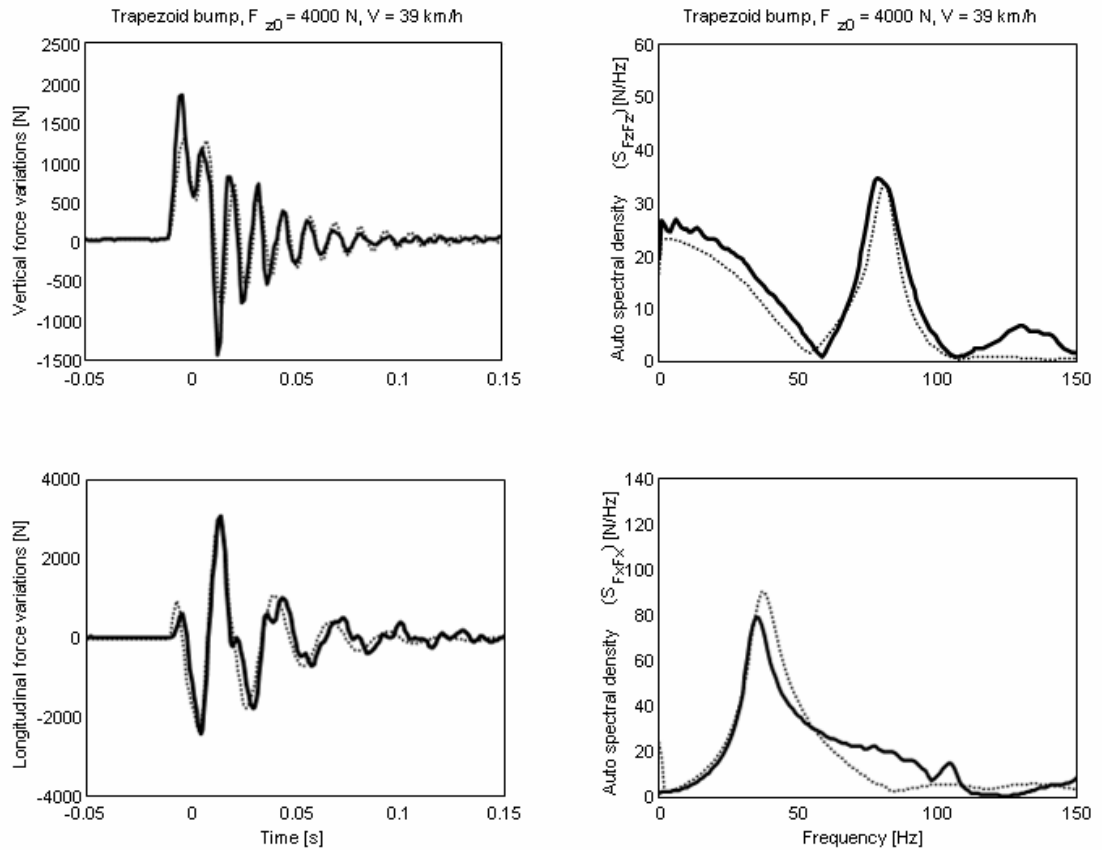 Trapezoid bump, F z0 = 4000 N, V = 39 km/h
Vertical force variations [N]
2500
2000
1500
1000
500
0
-500
-1000
-1500
-0.05 0 0.05 0.1 0.15
Trapezoid bump, F z0 = 4000 N, V = 39 km/h
Auto spectral density (S FzFz) [N/Hz]
60
50
40
30
20
10
0
0 50 100 150
Longitudinal force variations [N]
4000
2000
0
-2000
-4000
-0.05 0 0.05 0.1 0.15
Time [s]
Auto spectral density (S FxFx) [N/Hz]
140
120
100
80
60
40
20
0
0 50 100 150
Frequency [Hz]